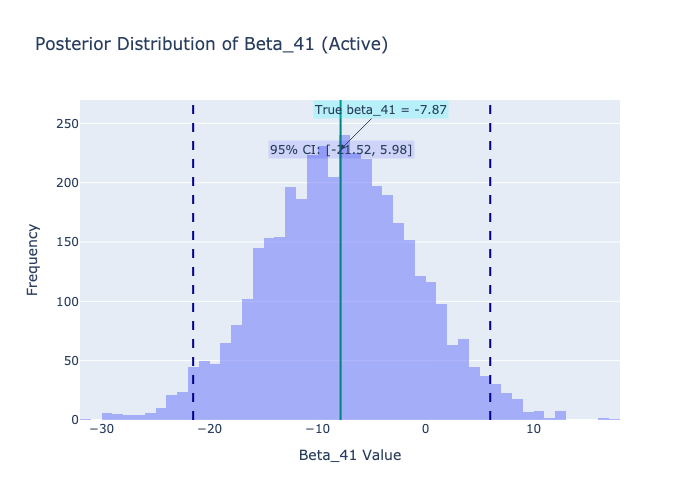 Posterior Distribution of Beta_41 (Active)
True beta_41 = -7.87
95% CI: [-21.52, 5.98]
250
200
150
100
50
0
Frequency
−30
−20
−10
0
10
Beta_41 Value